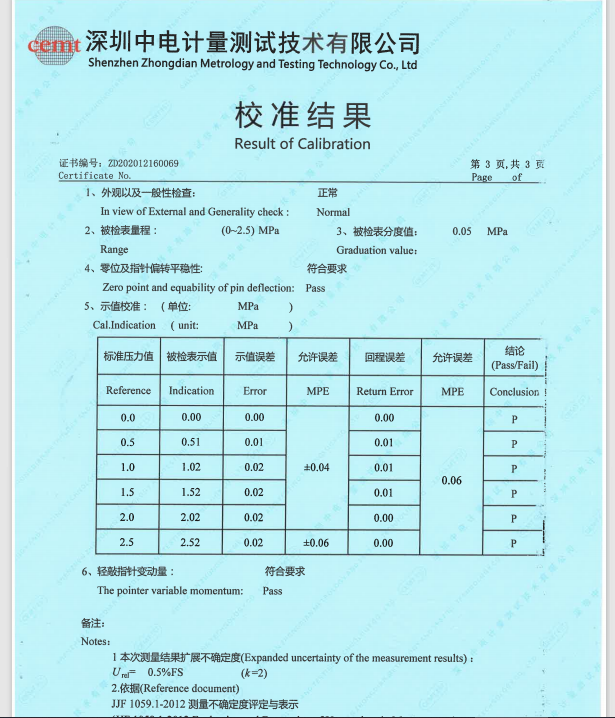 cemt 深圳中电计量测试技术有限公司
Shenzhen Zhongdian Metrology and Testing Technology Co., Ltd
校准结果
Result of Calibration
证书编号: ZD202012160069 第 3 页,共 3 页
Certificate No. Page of
1、外观以及一般性检查: 正常
In view of External and Generality check : Normal
2、被检表量程 : (0~2.5) MPa 3、被检表分度值: 0.05 MPa
Range Graduation value:
4、零位及指针偏转平稳性: 符合要求
Zero point and equability of pin deflection: Pass
5、示值校准 : ( 单位: MPa )
Cal.Indication ( unit: MPa )
标准压力值 被检表示值 示值误差 允许误差 回程误差 允许误差 结论
(Pass/Fail)
Reference Indication Error MPE Return Error MPE Conclusion
0.0 0.00 0.00 0.00 P
0.5 0.51 0.01 0.01 P
1.0 1.02 0.02 ±0.04 0.01 P
0.06
1.5 1.52 0.02 0.01 P
2.0 2.02 0.02 0.00 P
2.5 2.52 0.02 ±0.06 0.00 P
6、轻敲指针变动量 : 符合要求
The pointer variable momentum: Pass
备注:
Notes:
1 本次测量结果扩展不确定度(Expanded uncertainty of the measurement results) :
Urel= 0.5%FS (k=2)
2.依据(Reference document)
JJF 1059.1-2012 测量不确定度评定与表示